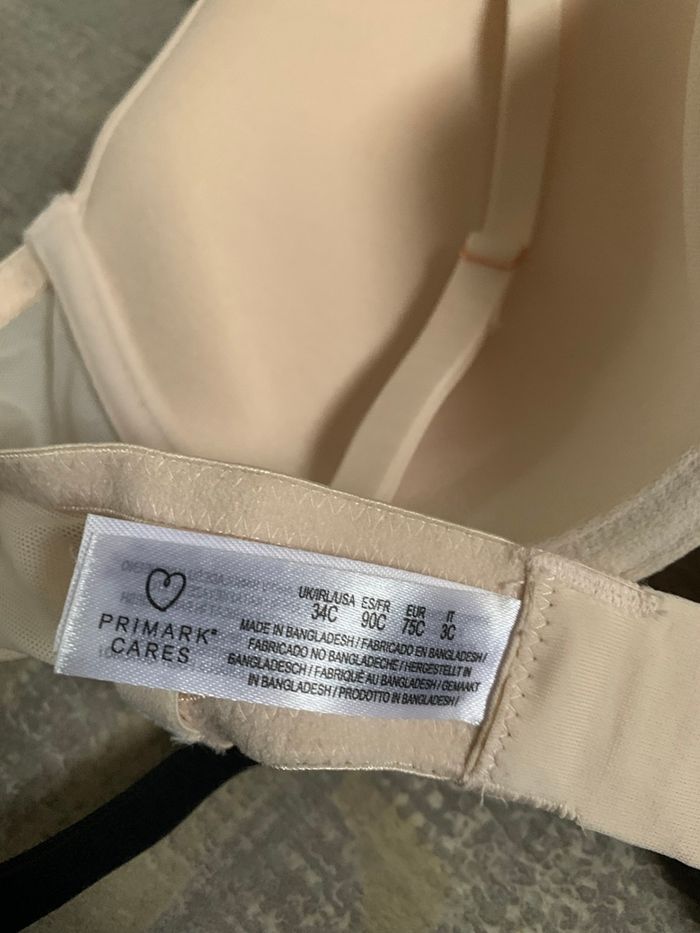 PRIMARK®
CARES
UK/IRL/USA ES/FR EUR IT
34C 90C 75C 3C
MADE IN BANGLADESH / FABRICADO EN BANGLADESH /
FABRICADO NO BANGLADECHE / HERGESTELLT IN
BANGLADESCH / FABRIQUÉ AU BANGLADESH / GEMAAKT
IN BANGLADESH / PRODOTTO IN BANGLADESH